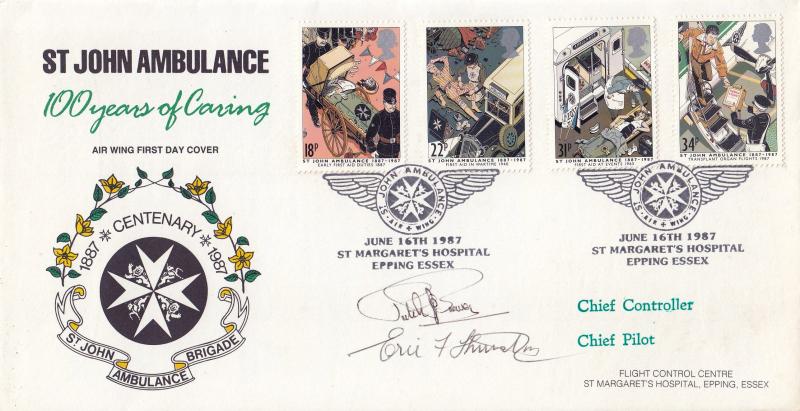 ST JOHN AMBULANCE
100 years of Caring
AIR WING FIRST DAY COVER
1887 CENTENARY 1987
ST JOHN AMBULANCE BRIGADE
18P
ST JOHN AMBULANCE 1887-1987
EARLY FIRST AID DUTIES 1887
22P
ST JOHN AMBULANCE 1887-1987
FIRST AID IN WARTIME 1940
31P
ST JOHN AMBULANCE 1887-1987
FIRST AID AT EVENTS 1965
34P
ST JOHN AMBULANCE 1887-1987
TRANSPLANT ORGAN FLIGHTS 1987
ST JOHN AMBULANCE
AIR WING
JUNE 16TH 1987
ST MARGARET'S HOSPITAL
EPPING ESSEX
ST JOHN AMBULANCE
AIR WING
JUNE 16TH 1987
ST MARGARET'S HOSPITAL
EPPING ESSEX
Chief Controller
Eric F
Chief Pilot
FLIGHT CONTROL CENTRE
ST MARGARET'S HOSPITAL, EPPING, ESSEX